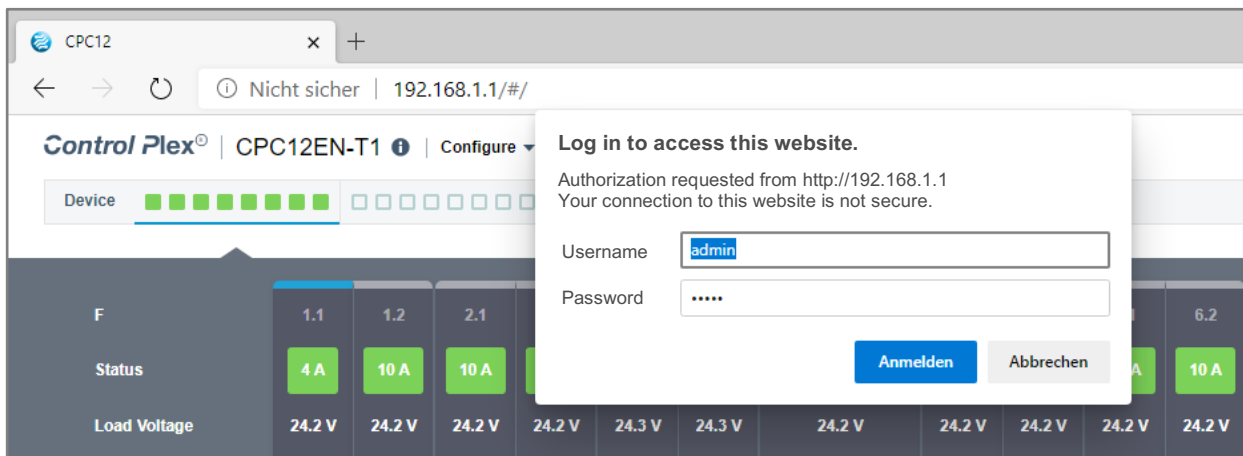 CPC12
Nicht sicher | 192.168.1.1/#/
Control Plex® | CPC12EN-T1 | Configure
Log in to access this website.
Authorization requested from http://192.168.1.1
Your connection to this website is not secure.
Device
Username admin
Password •••••
Anmelden Abbrechen
F 1.1 1.2 2.1 6.2
Status 4 A 10 A 10 A A 10 A
Load Voltage 24.2 V 24.2 V 24.2 V 24.2 V 24.3 V 24.3 V 24.2 V 24.2 V 24.2 V 24.2 V 24.2 V